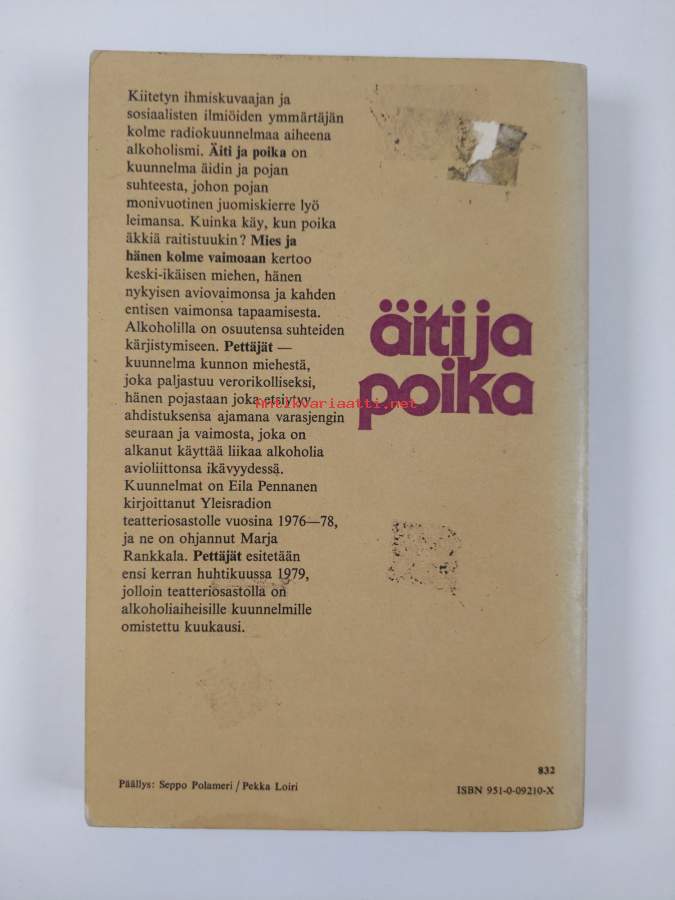 Kiitetyn ihmiskuvaajan ja
sosiaalisten ilmiöiden ymmärtäjän
kolme radiokuunnelmaa aiheena
alkoholismi. Äiti ja poika on
kuunnelma äidin ja pojan
suhteesta, johon pojan
monivuotinen juomiskierre lyö
leimansa. Kuinka käy, kun poika
äkkiä raitistuukin? Mies ja
hänen kolme vaimoaan kertoo
keski-ikäisen miehen, hänen
nykyisen aviovaimonsa ja kahden
entisen vaimonsa tapaamisesta.
Alkoholilla on osuutensa suhteiden
kärjistymiseen. Pettäjät —
kuunnelma kunnon miehestä,
joka paljastuu verorikolliseksi,
hänen pojastaan joka etsiytyy
ahdistuksensa ajamana varasjengin
seuraan ja vaimosta, joka on
alkanut käyttää liikaa alkoholia
avioliittonsa ikävyydessä.
Kuunnelmat on Eila Pennanen
kirjoittanut Yleisradion
teatteriosastolle vuosina 1976—78,
ja ne on ohjannut Marja
Rankkala. Pettäjät esitetään
ensi kerran huhtikuussa 1979,
jolloin teatteriosastolla on
alkoholiaiheisille kuunnelmille
omistettu kuukausi.
äiti ja
poika
Antikvariaatti.net
832
Päällys: Seppo Polameri / Pekka Loiri
ISBN 951-0-09210-X